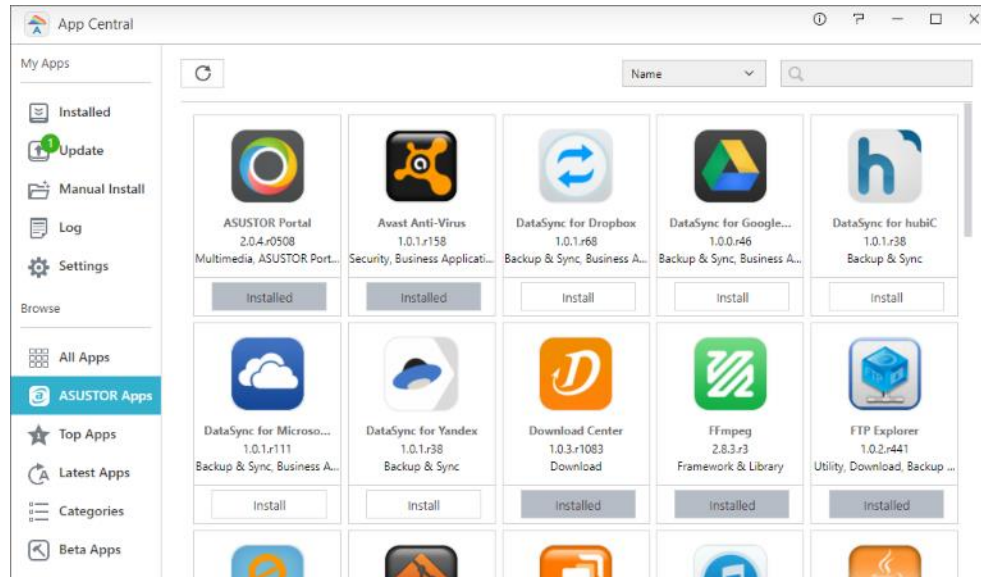 App Central
My Apps
Installed
1
Update
Manual Install
Log
Settings
Browse
All Apps
ASUSTOR Apps
Top Apps
Latest Apps
Categories
Beta Apps
Name
ASUSTOR Portal
2.0.4.r0508
Multimedia, ASUSTOR Port...
Installed
Avast Anti-Virus
1.0.1.r158
Security, Business Applicati...
Installed
DataSync for Dropbox
1.0.1.r68
Backup & Sync, Business A...
Install
DataSync for Google...
1.0.0.r46
Backup & Sync, Business A...
Install
DataSync for hubiC
1.0.1.r38
Backup & Sync
Install
DataSync for Microso...
1.0.1.r111
Backup & Sync, Business A...
Install
DataSync for Yandex
1.0.1.r38
Backup & Sync
Install
Download Center
1.0.3.r1083
Download
Installed
FFmpeg
2.8.3.r3
Framework & Library
Installed
FTP Explorer
1.0.2.r441
Utility, Download, Backup ...
Installed